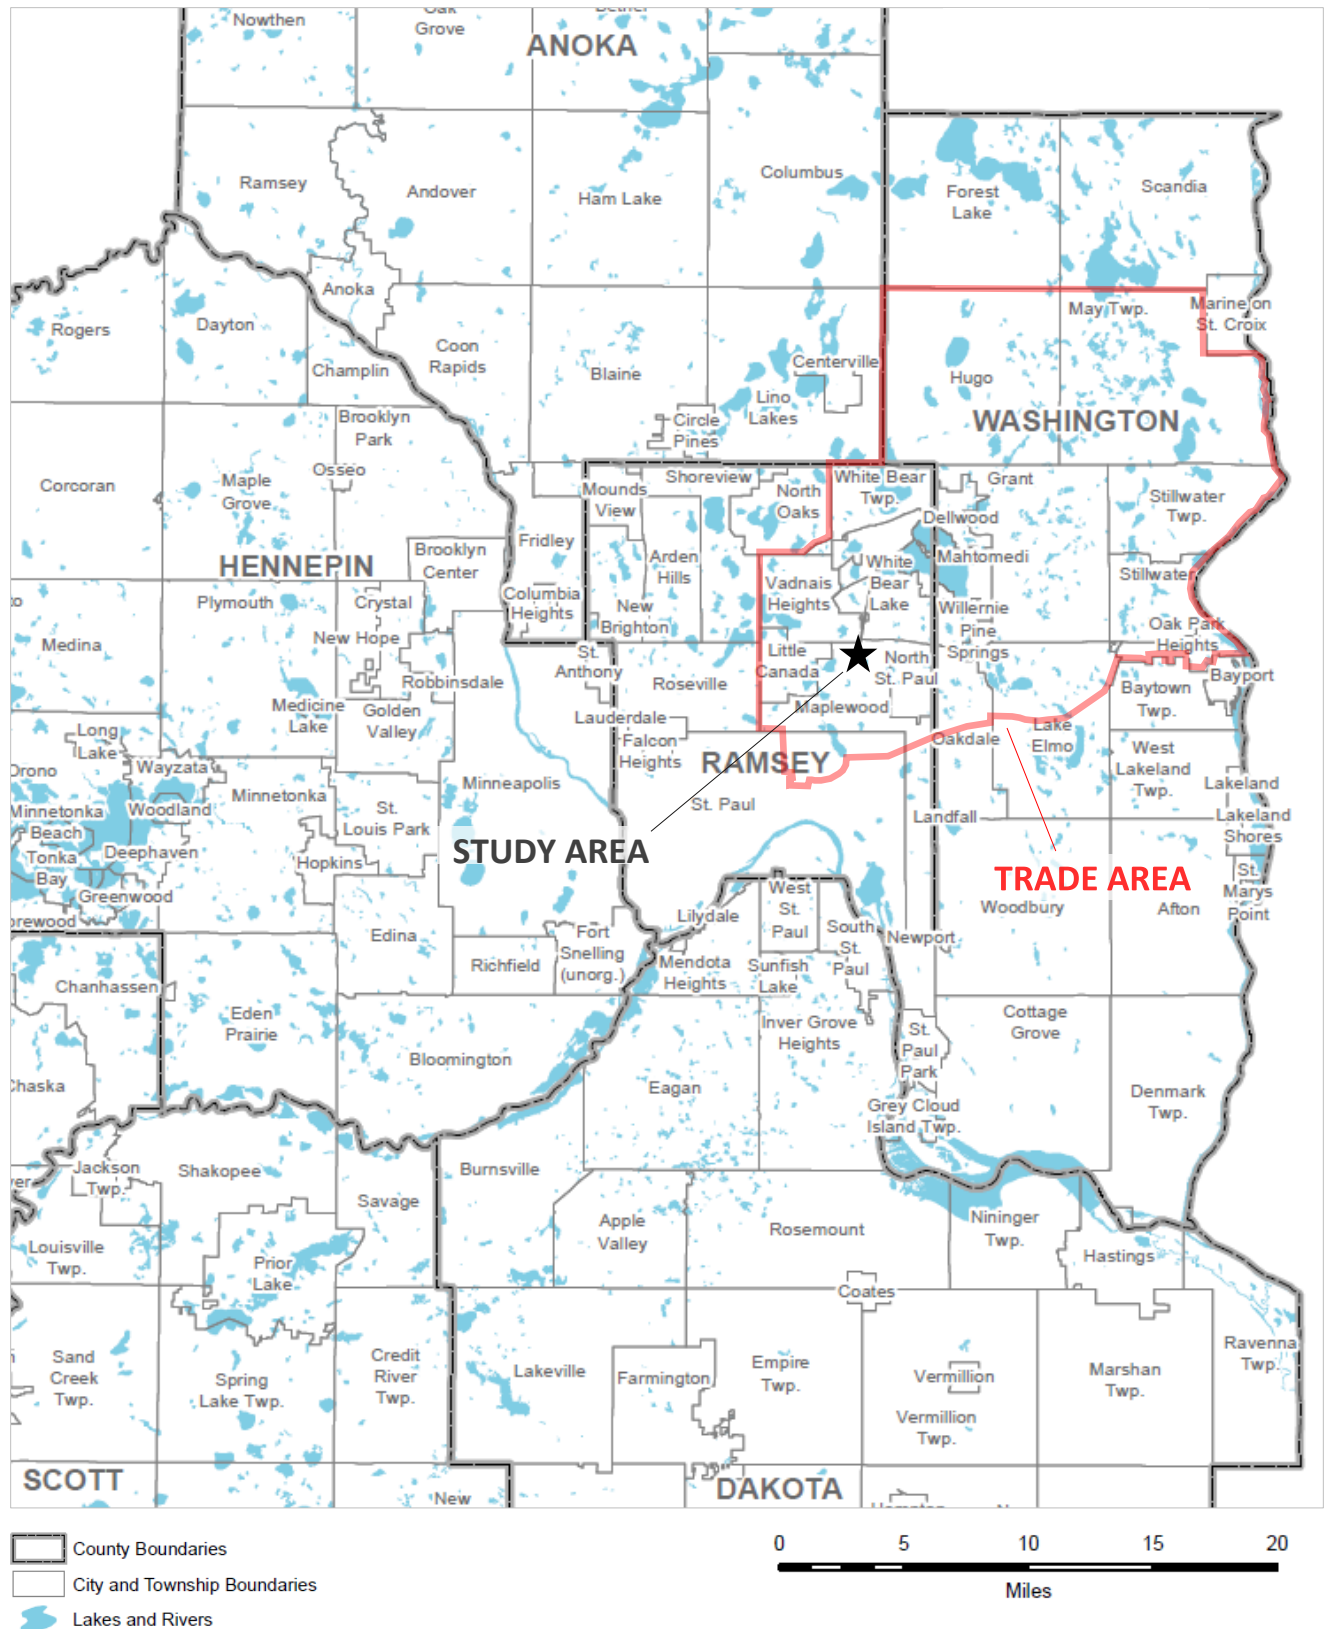 Nowthen
Oak
Grove
Bethel
ANOKA
Ramsey
Andover
Ham Lake
Columbus
Forest
Lake
Scandia
Anoka
Rogers
Dayton
Champlin
Coon
Rapids
Blaine
Centerville
Lino
Lakes
Circle
Pines
May Twp.
Marine on
St. Croix
Hugo
WASHINGTON
Brooklyn
Park
Osseo
Corcoran
Maple
Grove
HENNEPIN
Mounds
View
Shoreview
North
Oaks
White Bear
Twp.
Grant
Stillwater
Twp.
Dellwood
Mahtomedi
Fridley
Arden
Hills
Brooklyn
Center
White
Bear
Lake
Vadnais
Heights
Stillwater
Plymouth
Crystal
Columbia
Heights
New
Brighton
Willernie
Pine
Springs
Oak Park
Heights
Medina
New Hope
Robbinsdale
St.
Anthony
Roseville
Little
Canada
North
St. Paul
Baytown
Twp.
Bayport
Medicine
Lake
Golden
Valley
Lauderdale
Falcon
Heights
Maplewood
RAMSEY
Oakdale
Lake
Elmo
West
Lakeland
Twp.
Long
Lake
Orono
Wayzata
Minnetonka
Beach
Woodland
Minnetonka
Minneapolis
St. Paul
Lakeland
Lakeland
Shores
Landfall
Tonka
Bay
Deephaven
Greenwood
St.
Louis Park
Hopkins
STUDY AREA
TRADE AREA
Woodbury
Afton
St.
Marys
Point
Edina
Richfield
Fort
Snelling
(unorg.)
Lilydale
West
St.
Paul
South
St.
Paul
Newport
Mendota
Heights
Sunfish
Lake
Chanhassen
Eden
Prairie
Bloomington
Inver Grove
Heights
St.
Paul
Park
Cottage
Grove
Chaska
Eagan
Grey Cloud
Island Twp.
Denmark
Twp.
Jackson
Twp.
Shakopee
Burnsville
Savage
Apple
Valley
Rosemount
Nininger
Twp.
Hastings
Louisville
Twp.
Prior
Lake
Coates
Ravenna
Twp.
Sand
Creek
Twp.
Spring
Lake Twp.
Credit
River
Twp.
Lakeville
Farmington
Empire
Twp.
Vermillion
Vermillion
Twp.
Marshan
Twp.
SCOTT
New
DAKOTA
County Boundaries
City and Township Boundaries
Lakes and Rivers
0 5 10 15 20
Miles